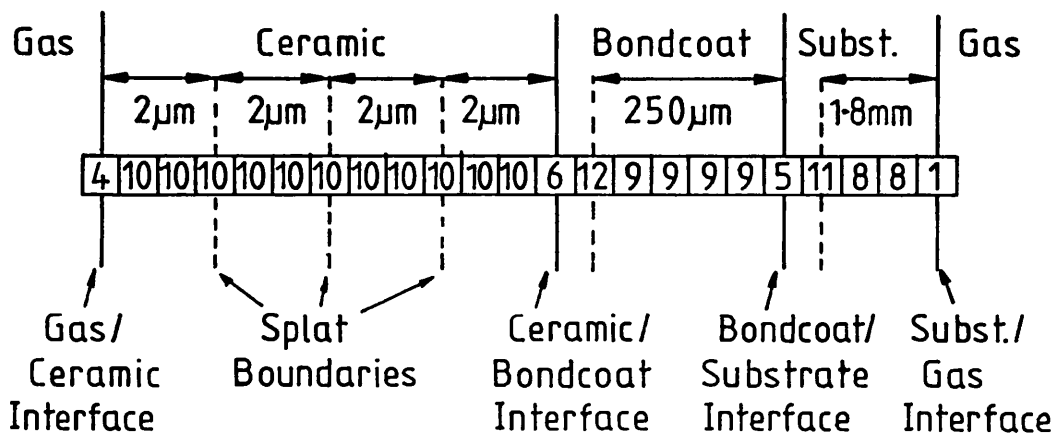 Gas Ceramic Bondcoat Subst. Gas
2µm 2µm 2µm 2µm 250µm 1·8mm
4 10 10 10 10 10 10 10 10 10 10 10 6 12 9 9 9 9 5 11 8 8 1
Gas/
Ceramic
Interface
Splat
Boundaries
Ceramic/
Bondcoat
Interface
Bondcoat/
Substrate
Interface
Subst./
Gas
Interface